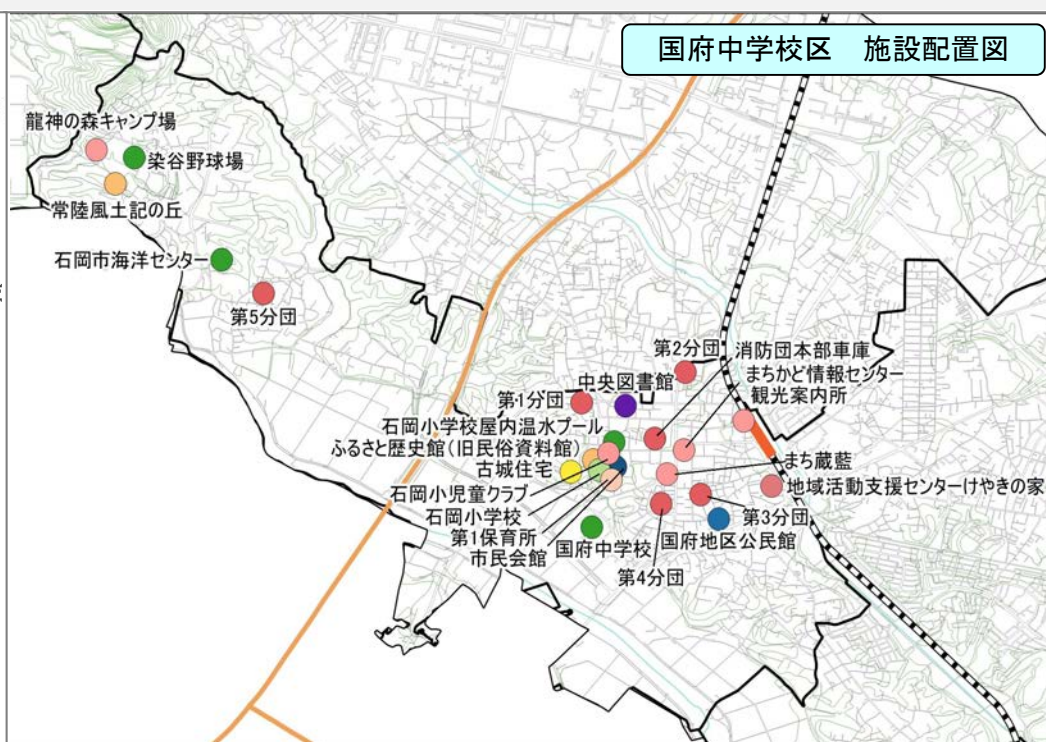 国府中学校区 施設配置図
龍神の森キャンプ場
染谷野球場
常陸風土記の丘
石岡市海洋センター
第5分団
第2分団
消防団本部車庫
まちかど情報センター
中央図書館
観光案内所
第1分団
石岡小学校屋内温水プール
ふるさと歴史館(旧民俗資料館)
古城住宅
まち蔵藍
石岡小児童クラブ
地域活動支援センターけやきの家
石岡小学校
第3分団
第1保育所
国府地区公民館
市民会館
国府中学校
第4分団